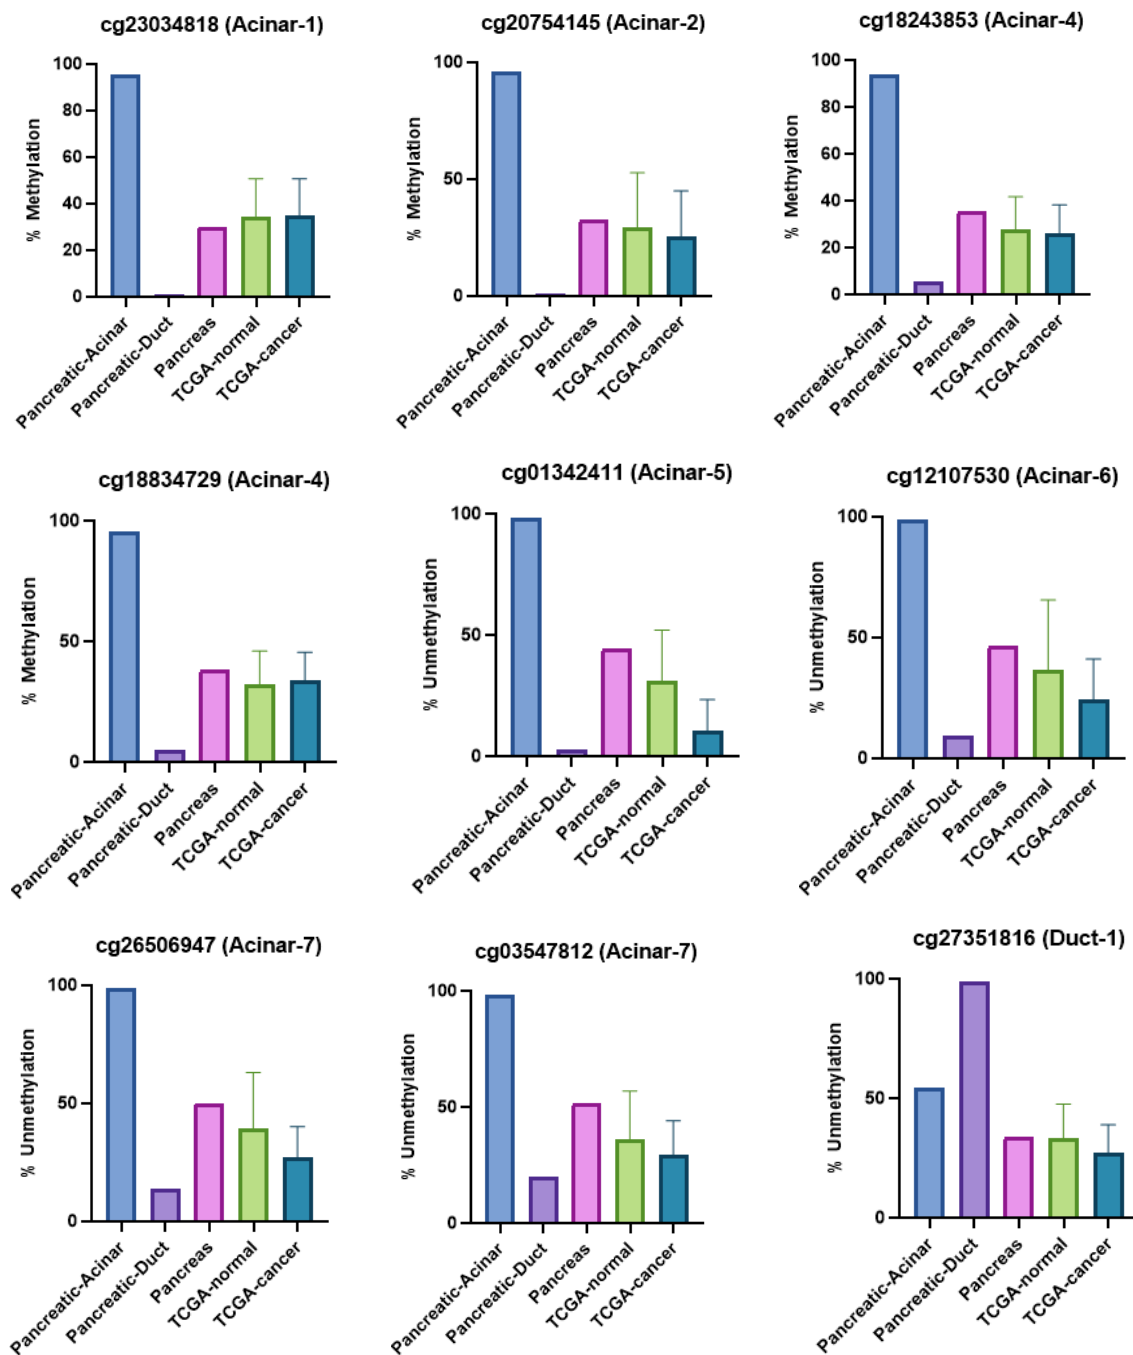 cg23034818 (Acinar-1)
% Methylation
100
80
60
40
20
0
Pancreatic-Acinar
Pancreatic-Duct
Pancreas
TCGA-normal
TCGA-cancer
cg20754145 (Acinar-2)
% Methylation
100
50
0
Pancreatic-Acinar
Pancreatic-Duct
Pancreas
TCGA-normal
TCGA-cancer
cg18243853 (Acinar-4)
% Methylation
100
80
60
40
20
0
Pancreatic-Acinar
Pancreatic-Duct
Pancreas
TCGA-normal
TCGA-cancer
cg18834729 (Acinar-4)
% Methylation
100
50
0
Pancreatic-Acinar
Pancreatic-Duct
Pancreas
TCGA-normal
TCGA-cancer
cg01342411 (Acinar-5)
% Unmethylation
100
50
0
Pancreatic-Acinar
Pancreatic-Duct
Pancreas
TCGA-normal
TCGA-cancer
cg12107530 (Acinar-6)
% Unmethylation
100
50
0
Pancreatic-Acinar
Pancreatic-Duct
Pancreas
TCGA-normal
TCGA-cancer
cg26506947 (Acinar-7)
% Unmethylation
100
50
0
Pancreatic-Acinar
Pancreatic-Duct
Pancreas
TCGA-normal
TCGA-cancer
cg03547812 (Acinar-7)
% Unmethylation
100
50
0
Pancreatic-Acinar
Pancreatic-Duct
Pancreas
TCGA-normal
TCGA-cancer
cg27351816 (Duct-1)
% Unmethylation
100
50
0
Pancreatic-Acinar
Pancreatic-Duct
Pancreas
TCGA-normal
TCGA-cancer